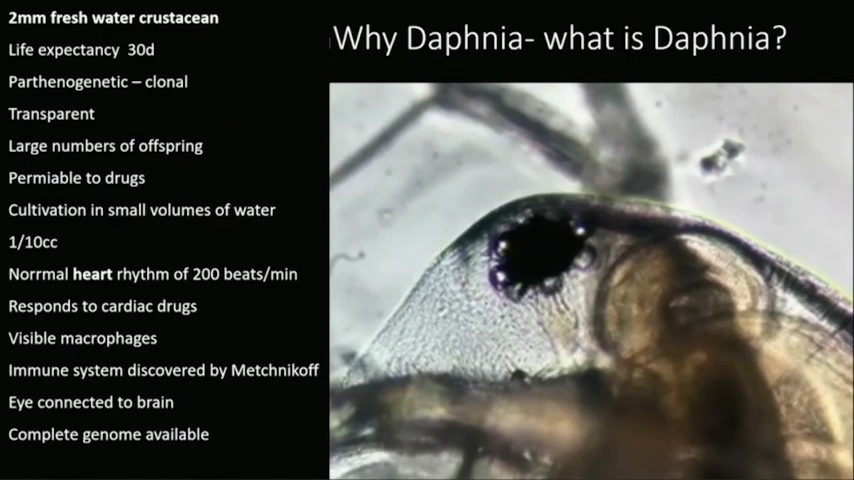 Why Daphnia- what is Daphnia?
2mm fresh water crustacean
Life expectancy 30d
Parthenogenetic – clonal
Transparent
Large numbers of offspring
Permiable to drugs
Cultivation in small volumes of water
1/10cc
Norrmal heart rhythm of 200 beats/min
Responds to cardiac drugs
Visible macrophages
Immune system discovered by Metchnikoff
Eye connected to brain
Complete genome available